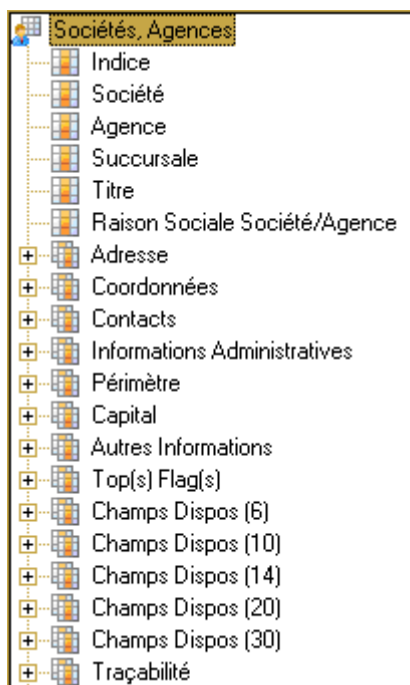 Sociétés, Agences
Indice
Société
Agence
Succursale
Titre
Raison Sociale Société/Agence
Adresse
Coordonnées
Contacts
Informations Administratives
Périmètre
Capital
Autres Informations
Top(s) Flag(s)
Champs Dispos (6)
Champs Dispos (10)
Champs Dispos (14)
Champs Dispos (20)
Champs Dispos (30)
Traçabilité